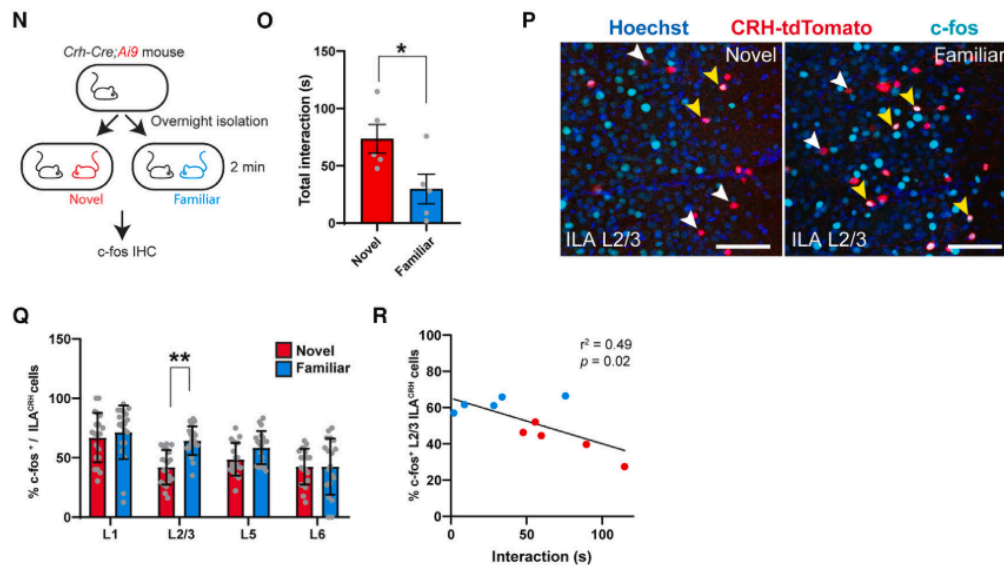 N
Crh-Cre;Ai9 mouse
Overnight isolation
2 min
Novel
Familiar
c-fos IHC
O
Total interaction (s)
150
100
50
0
*
Novel
Familiar
P
Hoechst CRH-tdTomato c-fos
Novel
ILA L2/3
Familiar
ILA L2/3
Q
% c-fos + / ILACRH cells
150
100
50
0
**
Novel
Familiar
L1 L2/3 L5 L6
R
% c-fos+ L2/3 ILACRH cells
100
80
60
40
20
0
r2 = 0.49
p = 0.02
0 50 100
Interaction (s)